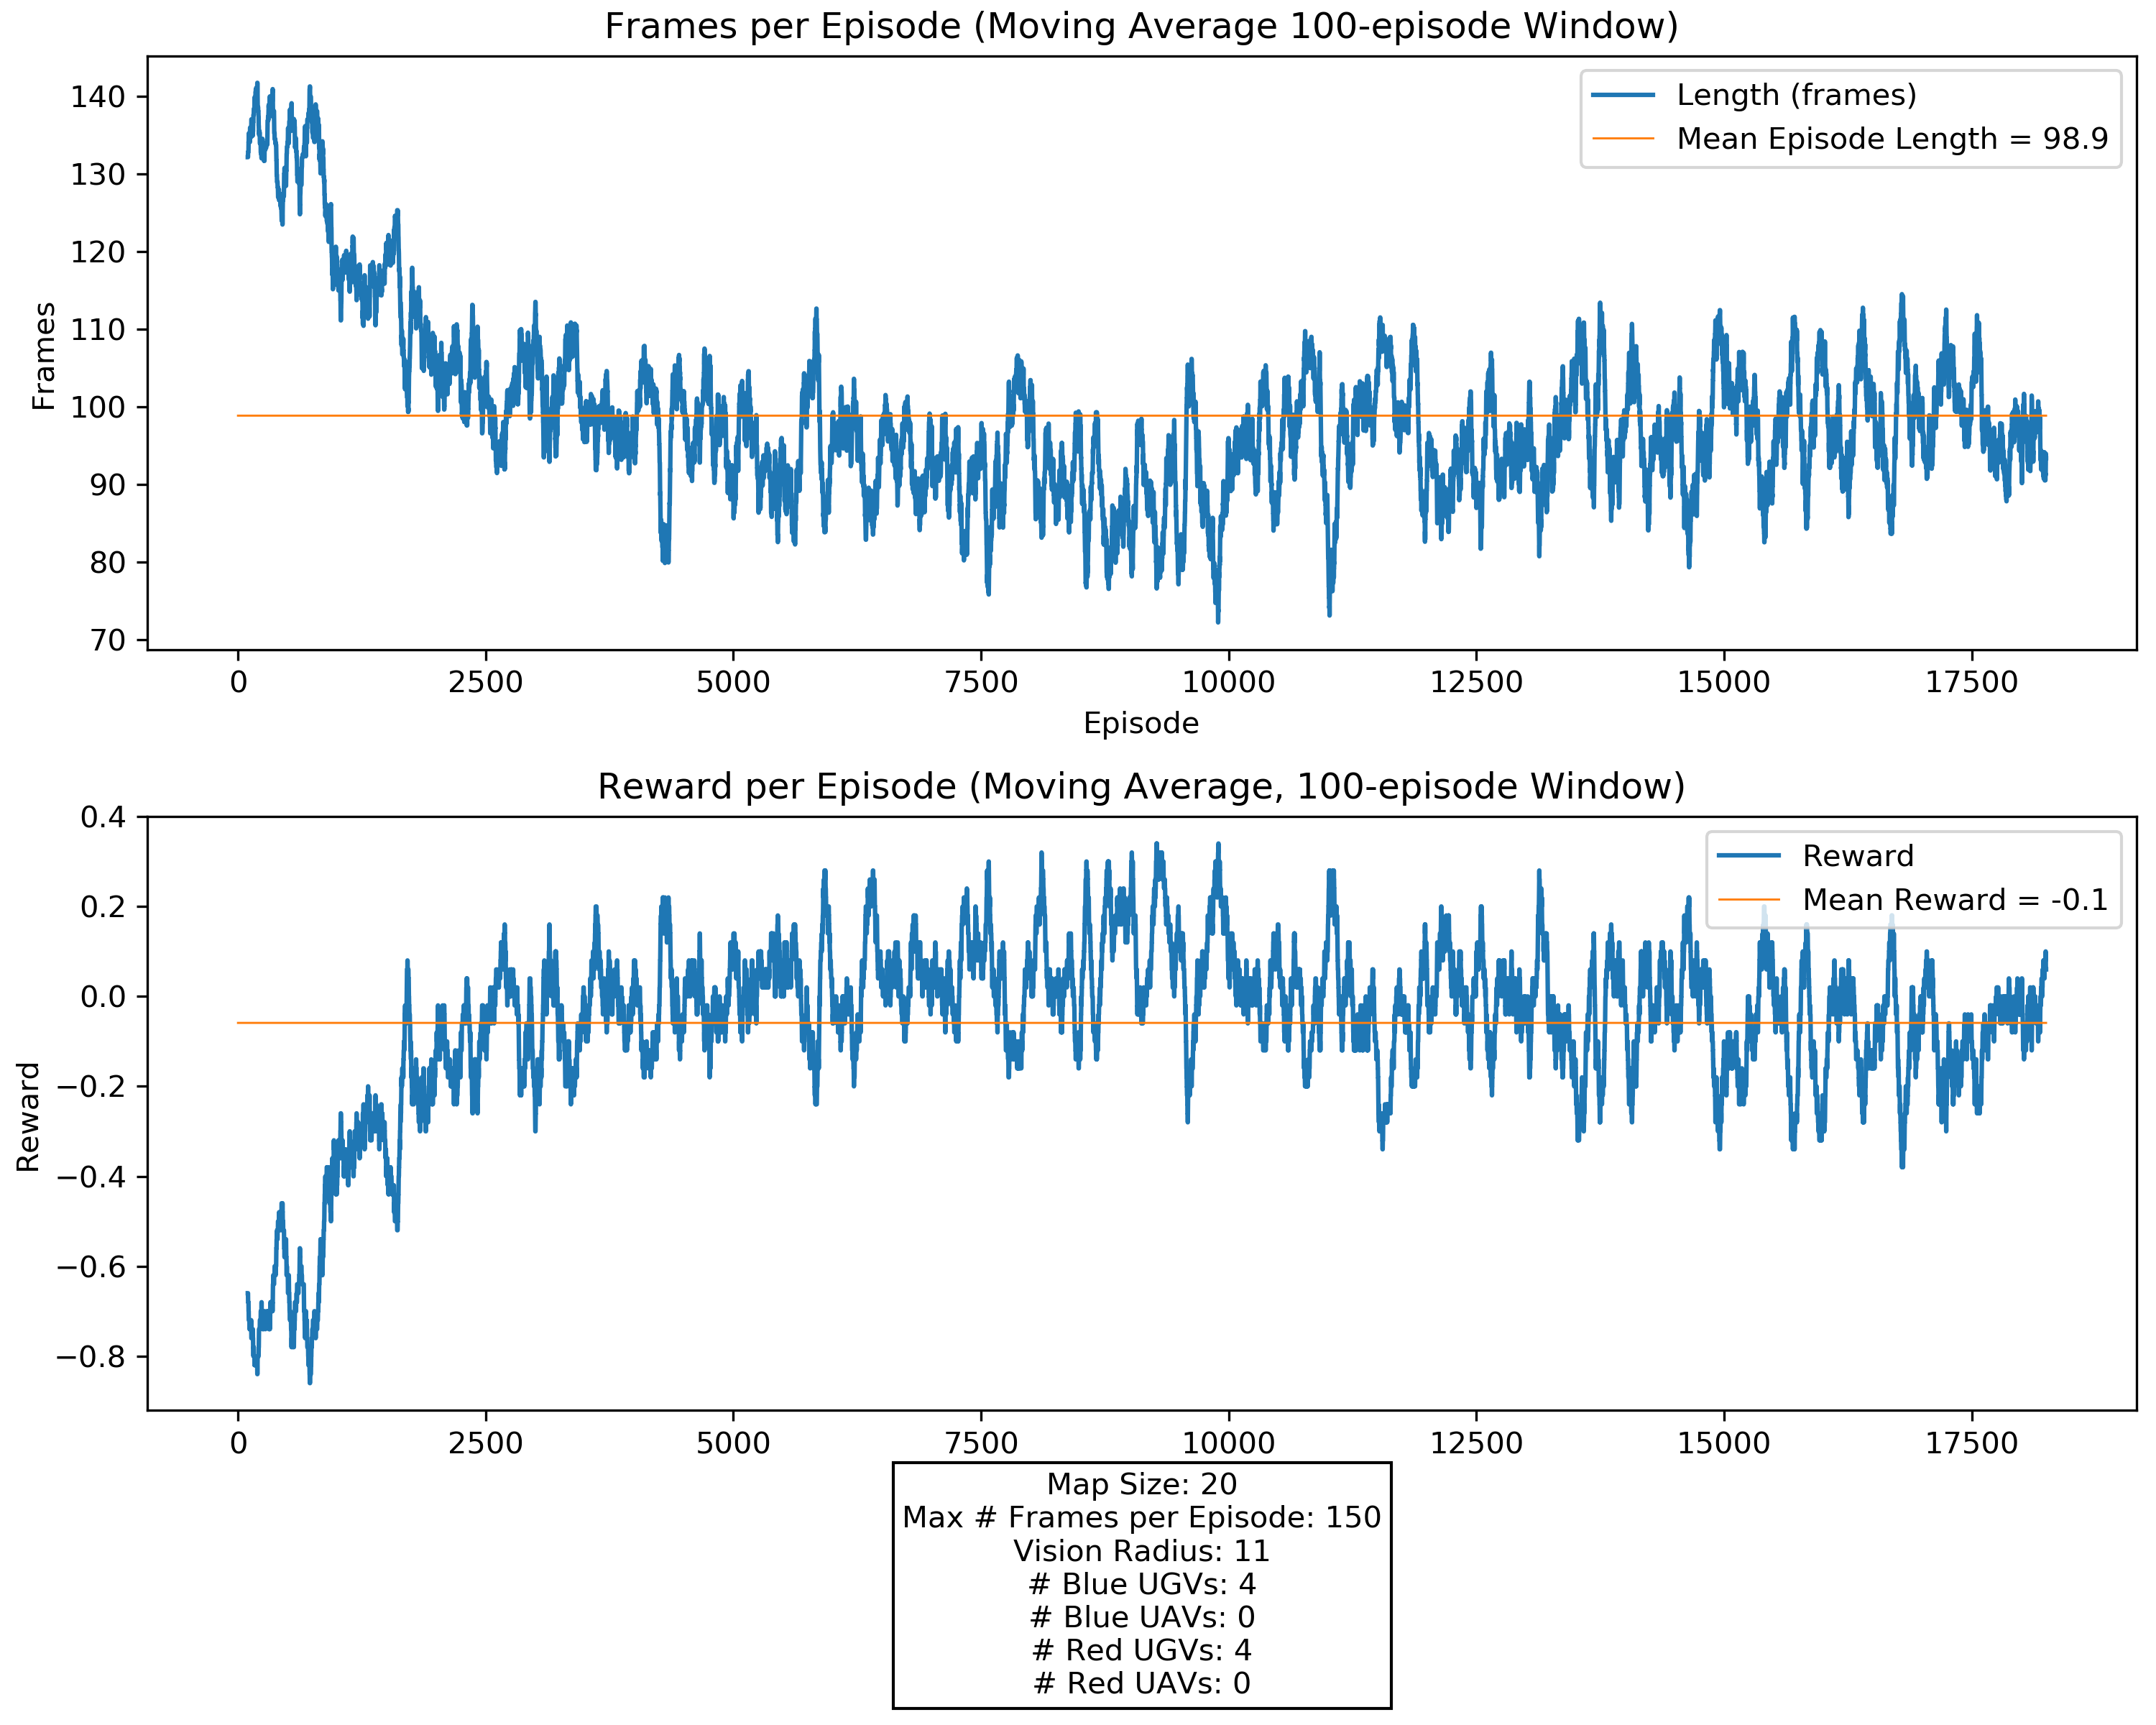 Frames per Episode (Moving Average 100-episode Window)
Length (frames)
Mean Episode Length = 98.9
140
130
120
110
100
90
80
70
Frames
0 2500 5000 7500 10000 12500 15000 17500
Episode
Reward per Episode (Moving Average, 100-episode Window)
Reward
Mean Reward = -0.1
0.4
0.2
0.0
−0.2
−0.4
−0.6
−0.8
Reward
0 2500 5000 7500 10000 12500 15000 17500
Map Size: 20
Max # Frames per Episode: 150
Vision Radius: 11
# Blue UGVs: 4
# Blue UAVs: 0
# Red UGVs: 4
# Red UAVs: 0